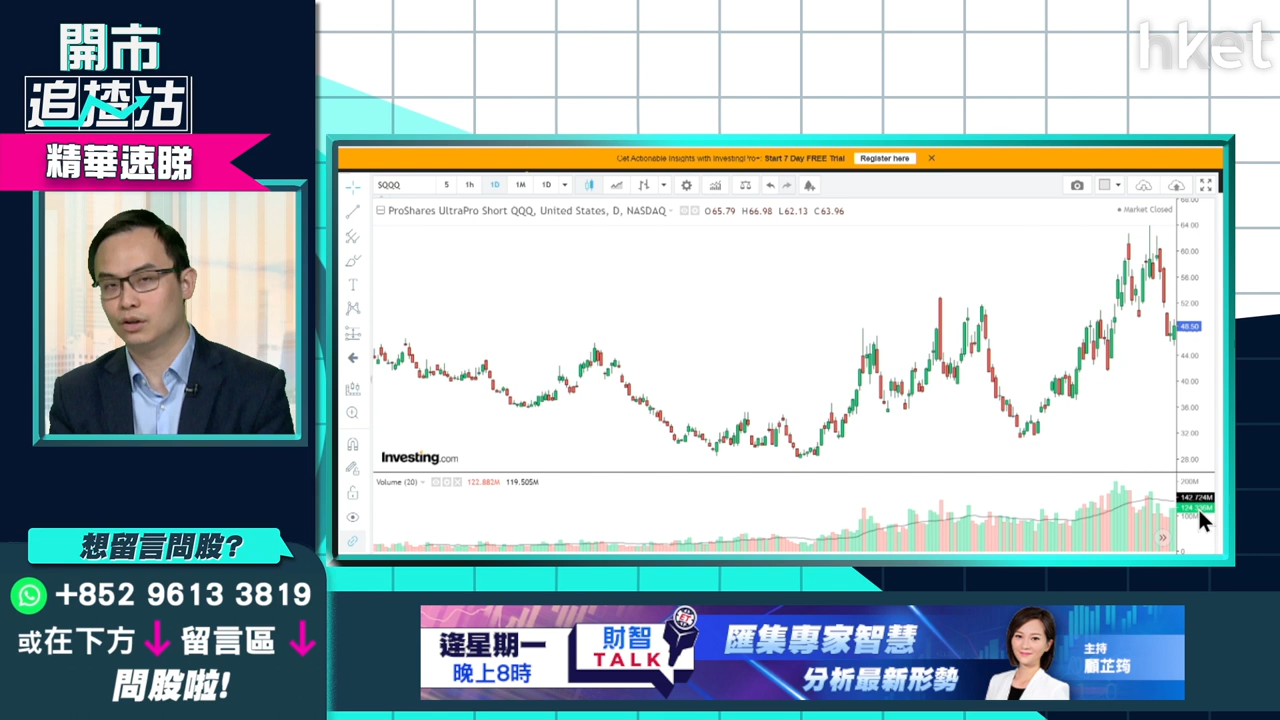 開市
追揸沽
精華速睇
hket
Get Actionable Insights with InvestingPro+: Start 7 Day FREE Trial
Register here
SQQQ
5
1h
1D
1M
1D
ProShares UltraPro Short QQQ, United States, D, NASDAQ
O65.79 H66.98 L62.13 C63.96
Market Closed
68.00
64.00
60.00
56.00
52.00
48.50
44.00
40.00
36.00
32.00
28.00
Investing.com
Volume (20)
122.882M
119.505M
200M
142.724M
100M
0
想留言問股?
+852 9613 3819
或在下方 留言區
問股啦!
逢星期一
晚上8時
財智
TALK
匯集專家智慧
分析最新形勢
主持
顧芷筠